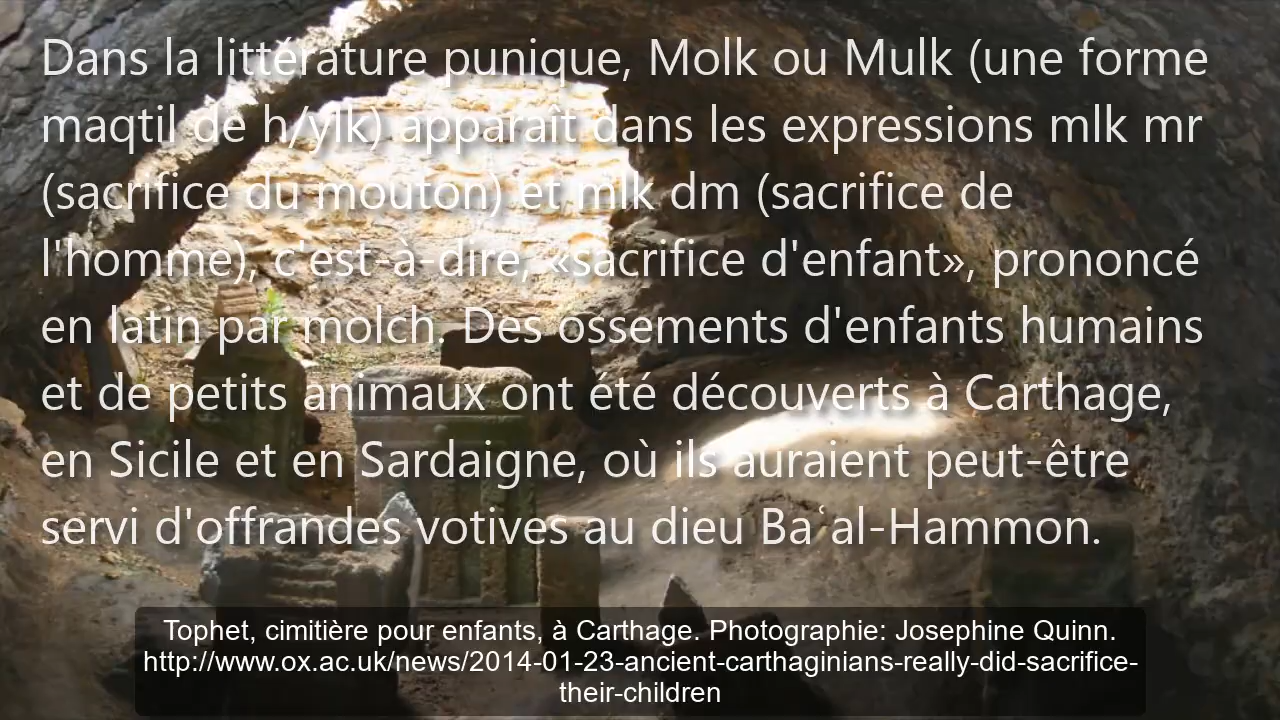 Dans la littérature punique, Molk ou Mulk (une forme
maqtil de h/ylk) apparaît dans les expressions mlk mr
(sacrifice du mouton) et mlk dm (sacrifice de
l'homme), c'est-à-dire, «sacrifice d'enfant», prononcé
en latin par molch. Des ossements d'enfants humains
et de petits animaux ont été découverts à Carthage,
en Sicile et en Sardaigne, où ils auraient peut-être
servi d'offrandes votives au dieu Baʿal-Hammon.
Tophet, cimitière pour enfants, à Carthage. Photographie: Josephine Quinn.
http://www.ox.ac.uk/news/2014-01-23-ancient-carthaginians-really-did-sacrifice-
their-children